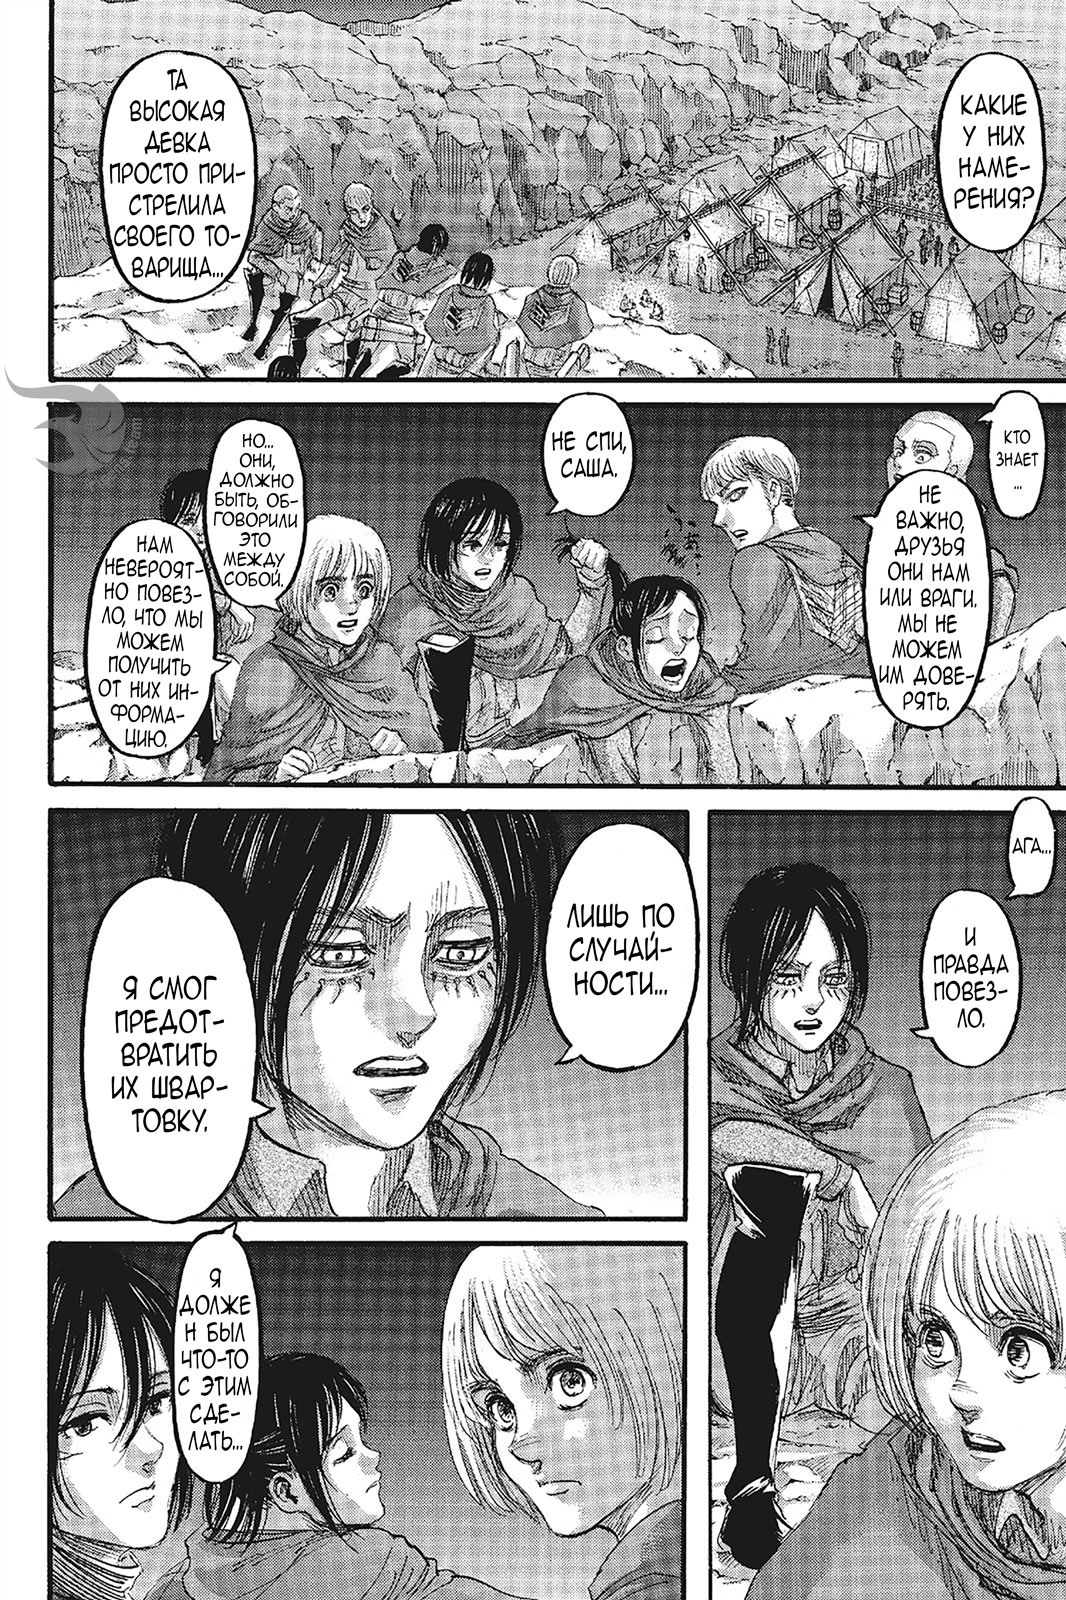 КАКИЕ
У НИХ
НАМЕ-
РЕНИЯ?
ТА
ВЫСОКАЯ
ДЕВКА
ПРОСТО ПРИ-
СТРЕЛИЛА
СВОЕГО ТО-
ВАРИЩА...
КТО
ЗНАЕТ
...
НЕ
ВАЖНО,
ДРУЗЬЯ
ОНИ НАМ
ИЛИ ВРАГИ.
МЫ НЕ
МОЖЕМ
ИМ ДОВЕ-
РЯТЬ.
НЕ СПИ,
САША.
НО...
ОНИ,
ДОЛЖНО
БЫТЬ, ОБ-
ГОВОРИЛИ
ЭТО
МЕЖДУ
СОБОЙ.
НАМ
НЕВЕРОЯТ-
НО ПОВЕЗ-
ЛО, ЧТО МЫ
МОЖЕМ
ПОЛУЧИТЬ
ОТ НИХ ИН-
ФОРМА-
ЦИЮ.
АГА...
И
ПРАВДА
ПОВЕЗ-
ЛО.
ЛИШЬ ПО
СЛУЧАЙ-
НОСТИ...
Я СМОГ
ПРЕДОТ-
ВРАТИТЬ
ИХ ШВАР-
ТОВКУ.
Я
ДОЛЖЕ
Н БЫЛ
ЧТО-ТО
С ЭТИМ
СДЕ-
ЛАТЬ...